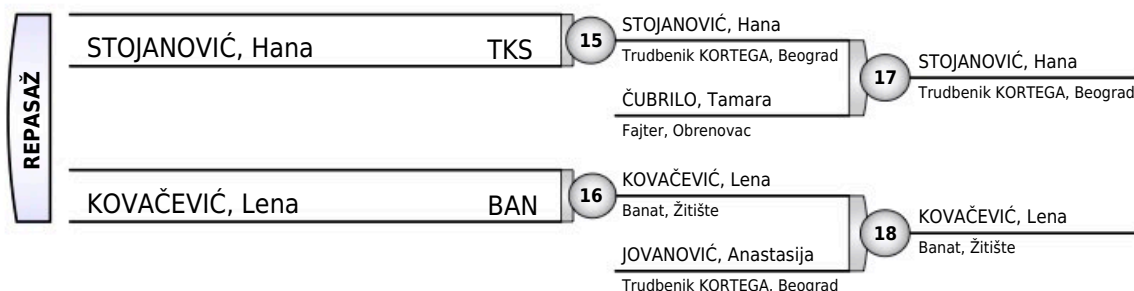 REPASAŽ
STOJANOVIĆ, Hana TKS
15
STOJANOVIĆ, Hana
Trudbenik KORTEGA, Beograd
17
STOJANOVIĆ, Hana
Trudbenik KORTEGA, Beograd
ČUBRILO, Tamara
Fajter, Obrenovac
KOVAČEVIĆ, Lena BAN
16
KOVAČEVIĆ, Lena
Banat, Žitište
18
KOVAČEVIĆ, Lena
Banat, Žitište
JOVANOVIĆ, Anastasija
Trudbenik KORTEGA, Beograd